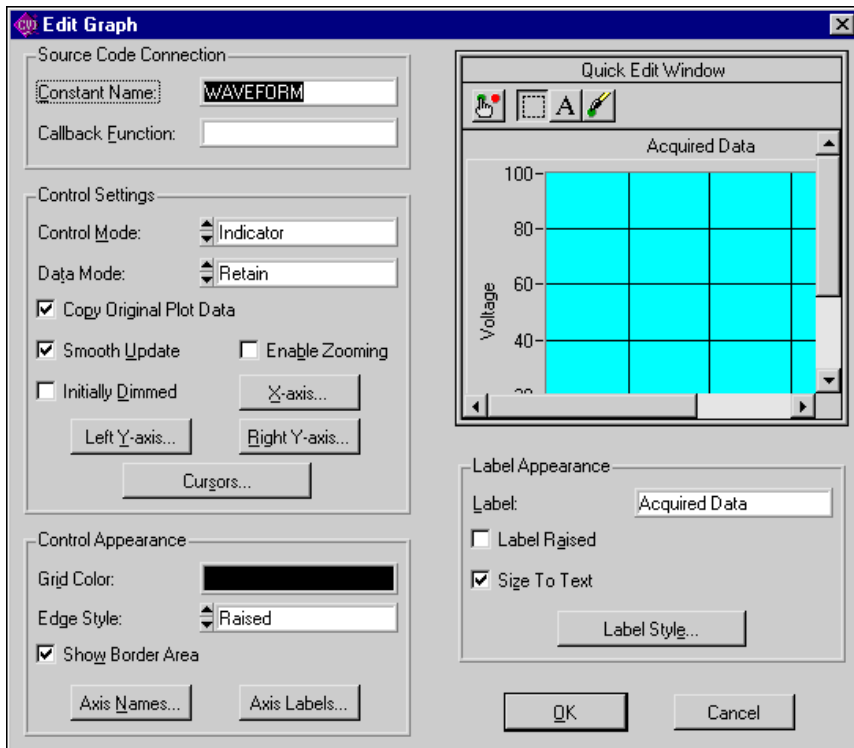 CVI Edit Graph
Source Code Connection
Constant Name: WAVEFORM
Callback Function:
Control Settings
Control Mode: Indicator
Data Mode: Retain
Copy Original Plot Data
Smooth Update Enable Zooming
Initially Dimmed X-axis...
Left Y-axis... Right Y-axis...
Cursors...
Control Appearance
Grid Color:
Edge Style: Raised
Show Border Area
Axis Names... Axis Labels...
Quick Edit Window
A
Acquired Data
100
80
60
40
20
Voltage
Label Appearance
Label: Acquired Data
Label Raised
Size To Text
Label Style...
OK Cancel